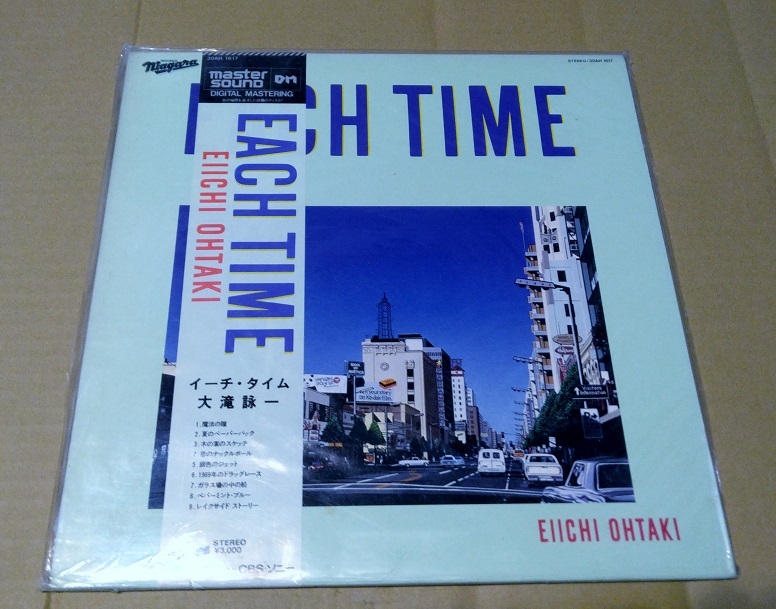 Niagara
30AH 1617
STEREO/30AH 1617
master sound DM
DIGITAL MASTERING
EACH TIME
EACH TIME
EIICHI OHTAKI
イーチ・タイム
大滝詠一
1.魔法の瞳
2.夏のペーパーバック
3.木の葉のスケッチ
恋のナックルボール
5.銀色のジェット
6.1969年のドラッグレース
7.ガラス壜の中の船
8.ペパーミント・ブルー
9.レイクサイド ストーリー
STEREO
¥3,000
CBS・ソニー
Visitors
Information
EIICHI OHTAKI